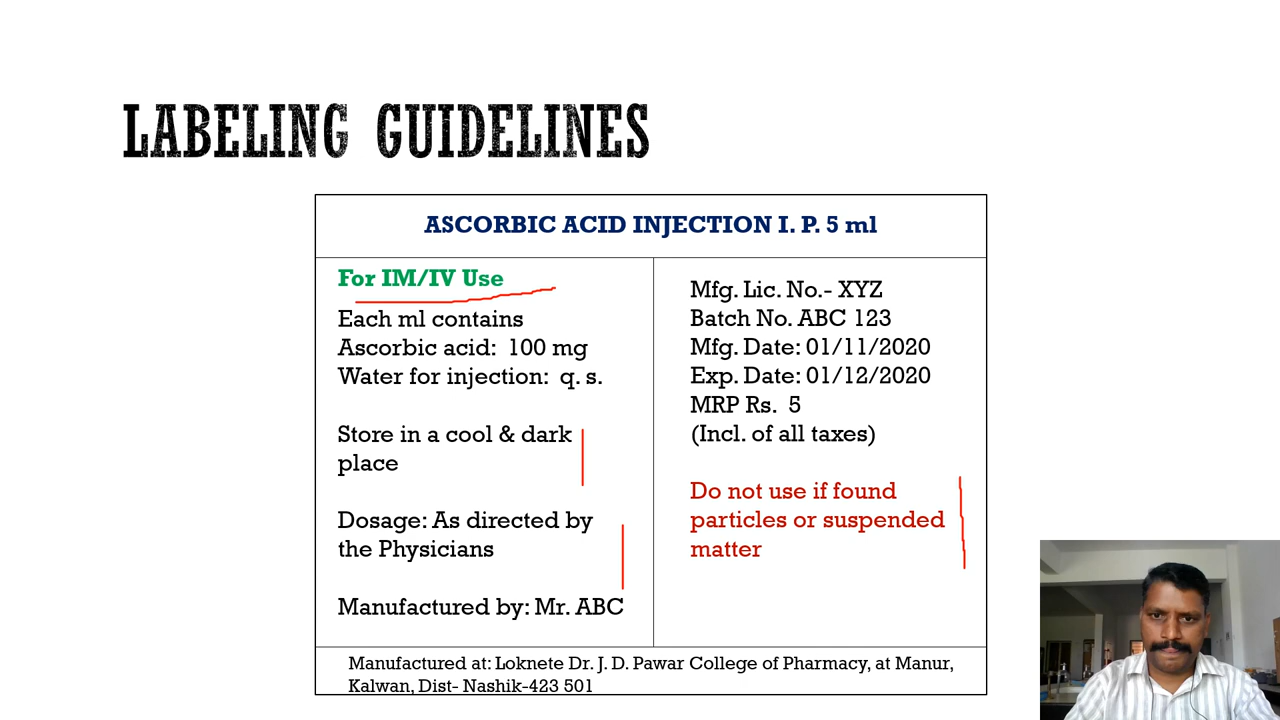 LABELING GUIDELINES
ASCORBIC ACID INJECTION I. P. 5 ml
For IM/IV Use
Each ml contains
Ascorbic acid: 100 mg
Water for injection: q. s.
Store in a cool & dark
place
Dosage: As directed by
the Physicians
Manufactured by: Mr. ABC
Mfg. Lic. No.- XYZ
Batch No. ABC 123
Mfg. Date: 01/11/2020
Exp. Date: 01/12/2020
MRP Rs. 5
(Incl. of all taxes)
Do not use if found
particles or suspended
matter
Manufactured at: Loknete Dr. J. D. Pawar College of Pharmacy, at Manur,
Kalwan, Dist- Nashik-423 501